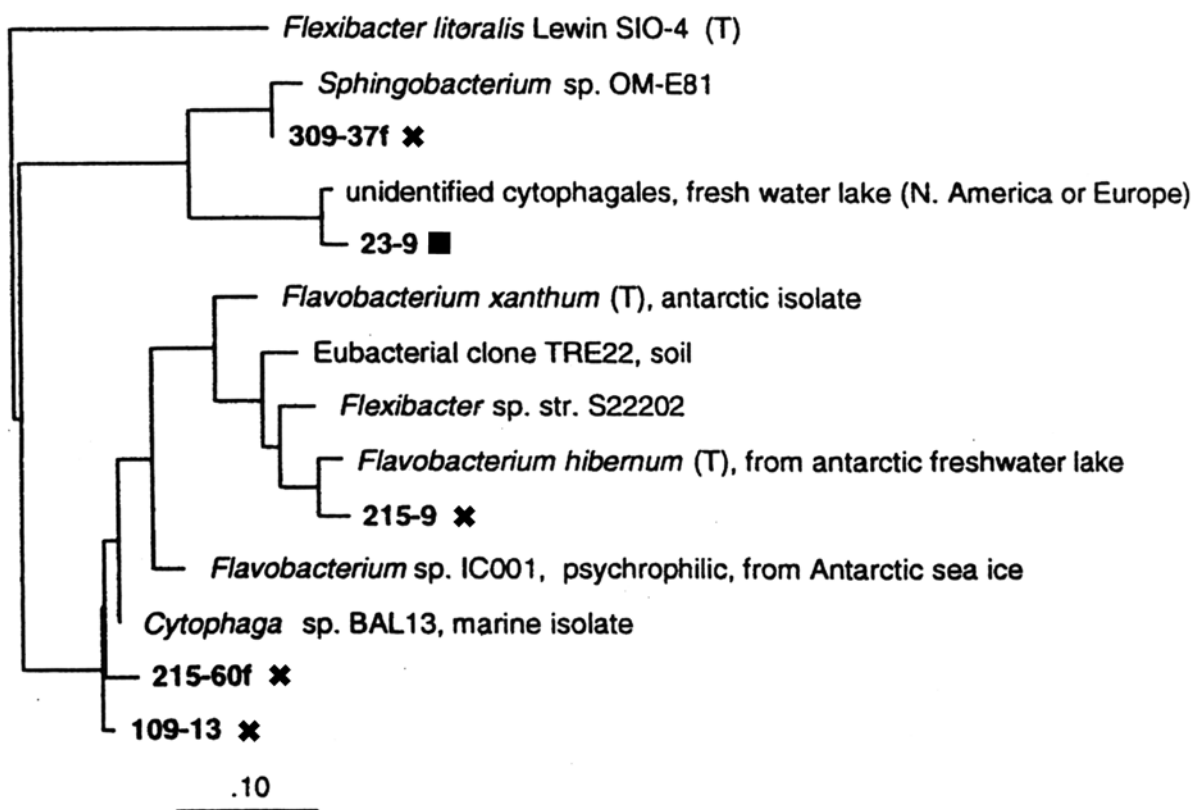 Flexibacter litoralis Lewin SIO-4 (T)
Sphingobacterium sp. OM-E81
309-37f ✖
unidentified cytophagales, fresh water lake (N. America or Europe)
23-9 ■
Flavobacterium xanthum (T), antarctic isolate
Eubacterial clone TRE22, soil
Flexibacter sp. str. S22202
Flavobacterium hibernum (T), from antarctic freshwater lake
215-9 ✖
Flavobacterium sp. IC001, psychrophilic, from Antarctic sea ice
Cytophaga sp. BAL13, marine isolate
215-60f ✖
109-13 ✖
.10